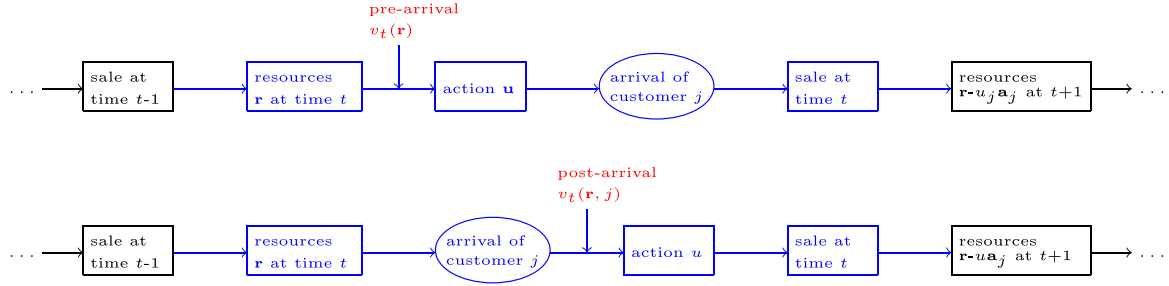 pre-arrival
v_t(r)
... sale at time t-1 resources r at time t action u arrival of customer j sale at time t resources r-u_j a_j at t+1 ...
post-arrival
v_t(r, j)
... sale at time t-1 resources r at time t arrival of customer j action u sale at time t resources r-u a_j at t+1 ...